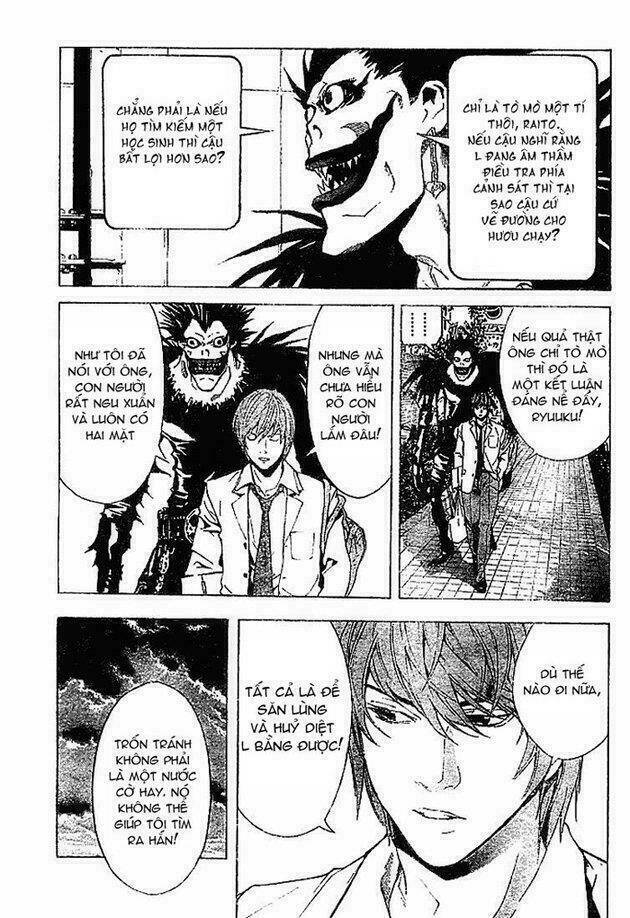 CHỈ LÀ TÒ MÒ MỘT TÍ
THÔI, RAITO.
NẾU CẬU NGHĨ RẰNG
L ĐANG ÂM THẦM
ĐIỀU TRA PHÍA
CẢNH SÁT THÌ TẠI
SAO CẬU CỨ
VẼ ĐƯỜNG CHO
HƯƠU CHẠY?
CHẲNG PHẢI LÀ NẾU
HỌ TÌM KIẾM MỘT
HỌC SINH THÌ CẬU
BẤT LỢI HƠN SAO?
NẾU QUẢ THẬT
ÔNG CHỈ TÒ MÒ
THÌ ĐÓ LÀ
MỘT KẾT LUẬN
ĐÁNG NỂ ĐẤY,
RYUUKU!
NHƯNG MÀ
ÔNG VẪN
CHƯA HIỂU
RÕ CON
NGƯỜI
LẮM ĐÂU!
NHƯ TÔI ĐÃ
NÓI VỚI ÔNG,
CON NGƯỜI
RẤT NGU XUẨN
VÀ LUÔN CÓ
HAI MẶT
DÙ THẾ
NÀO ĐI NỮA,
TẤT CẢ LÀ ĐỂ
SĂN LÙNG
VÀ HUỶ DIỆT
L BẰNG ĐƯỢC!
TRỐN TRÁNH
KHÔNG PHẢI
LÀ MỘT NƯỚC
CỜ HAY. NÓ
KHÔNG THỂ
GIÚP TÔI TÌM
RA HẮN!